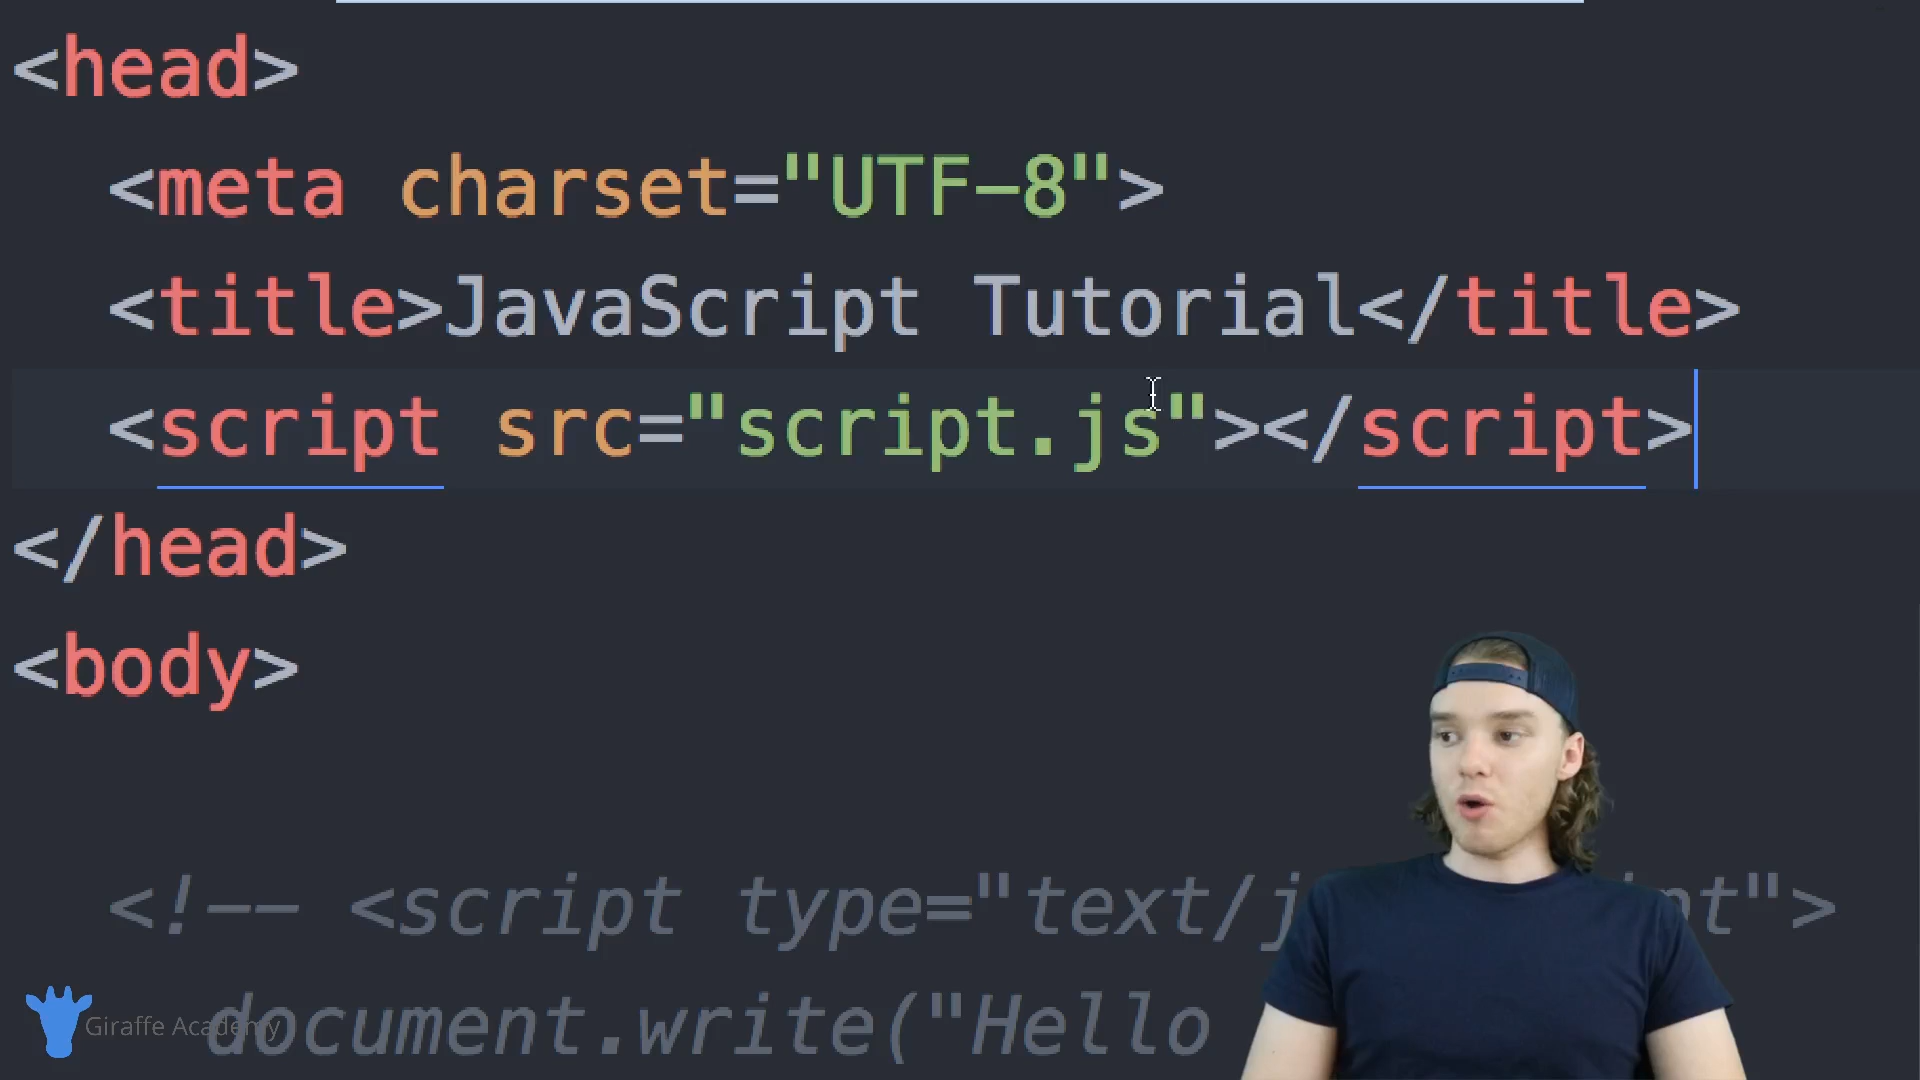 <head>
<meta charset="UTF-8">
<title>JavaScript Tutorial</title>
<script src="script.js"></script>
</head>
<body>
<!-- <script type="text/j pt">
document.write("Hello
Giraffe Academy